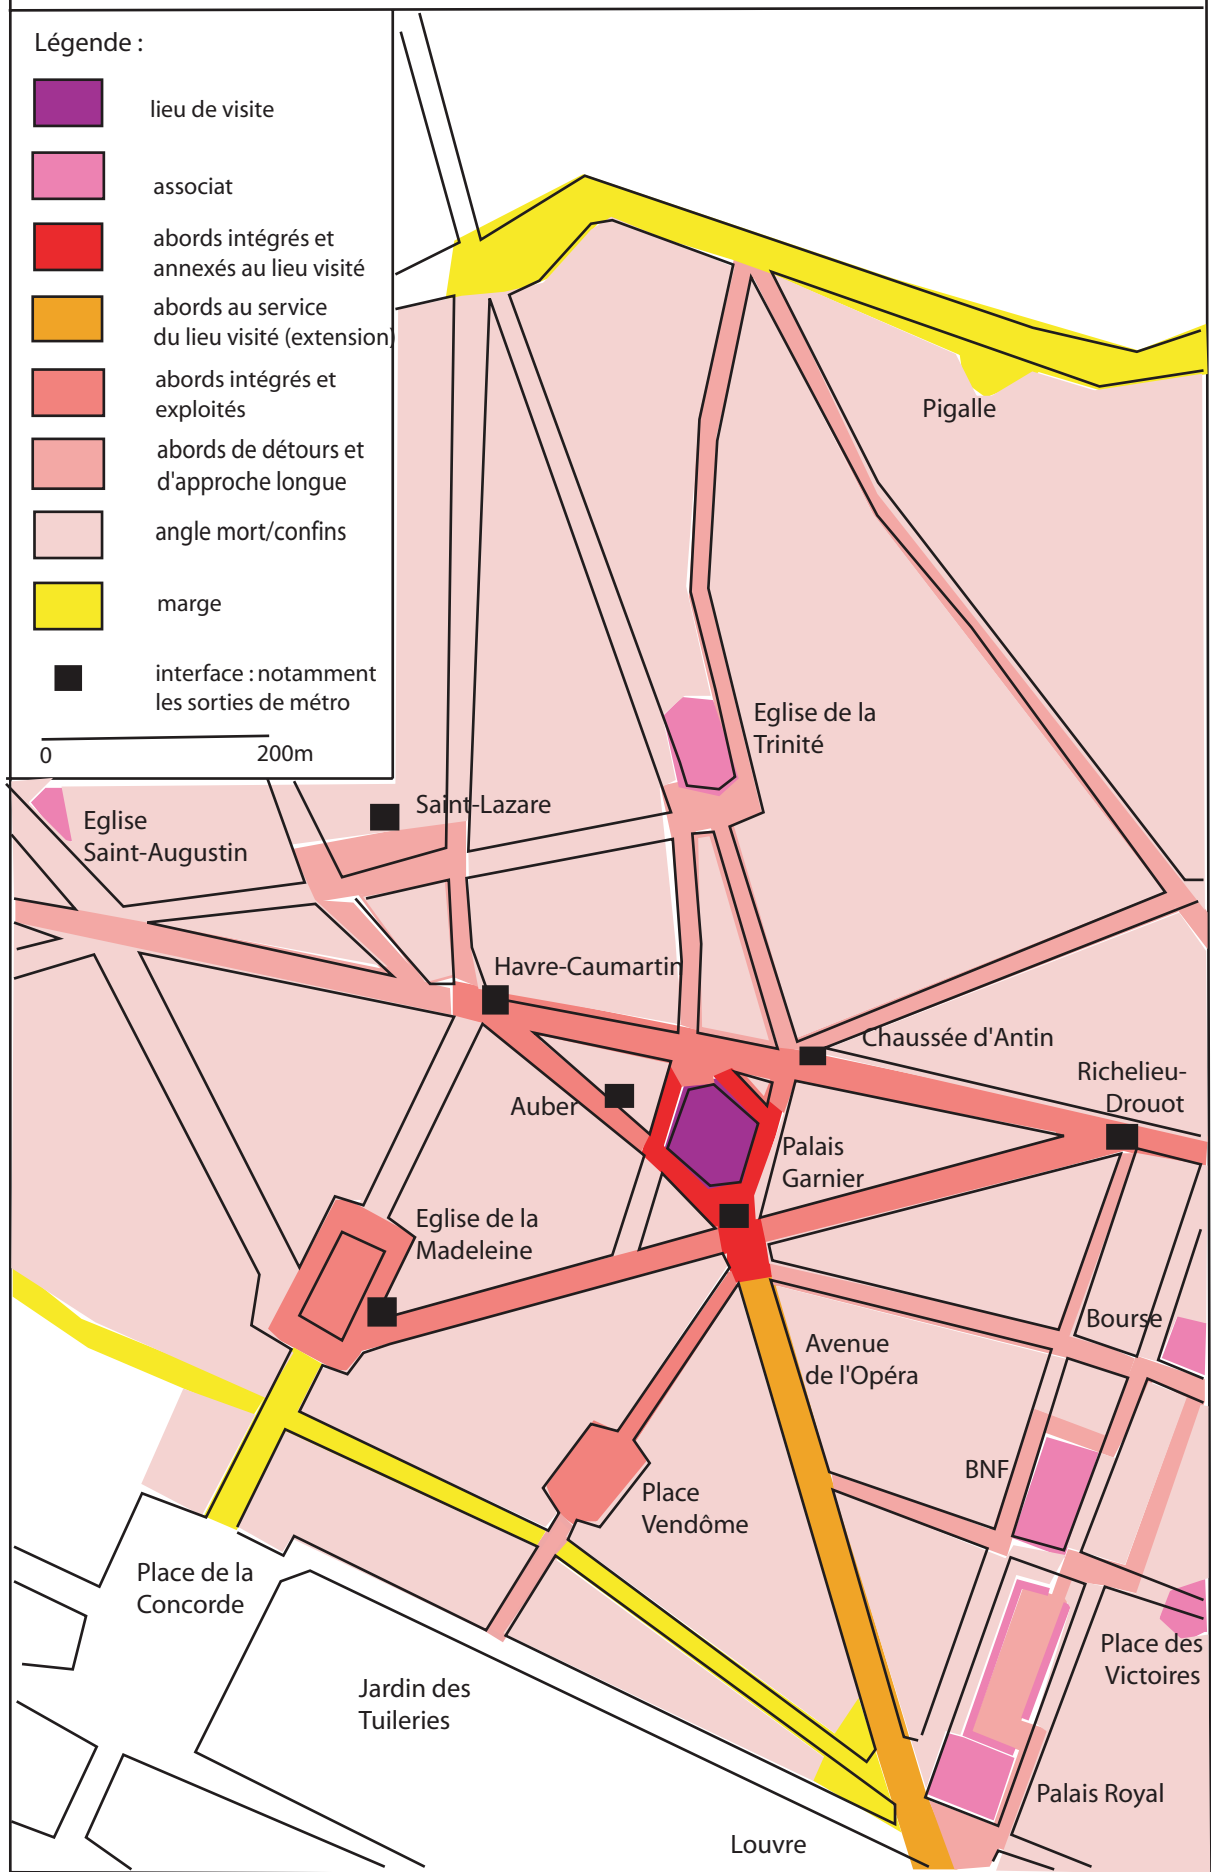 Légende :
lieu de visite
associat
abords intégrés et
annexés au lieu visité
abords au service
du lieu visité (extension)
abords intégrés et
exploités
abords de détours et
d'approche longue
angle mort/confins
marge
interface : notamment
les sorties de métro
0
200m
Pigalle
Eglise de la
Trinité
Saint-Lazare
Eglise
Saint-Augustin
Havre-Caumartin
Chaussée d'Antin
Richelieu-
Drouot
Auber
Palais
Garnier
Eglise de la
Madeleine
Bourse
Avenue
de l'Opéra
BNF
Place
Vendôme
Place de la
Concorde
Place des
Victoires
Jardin des
Tuileries
Palais Royal
Louvre